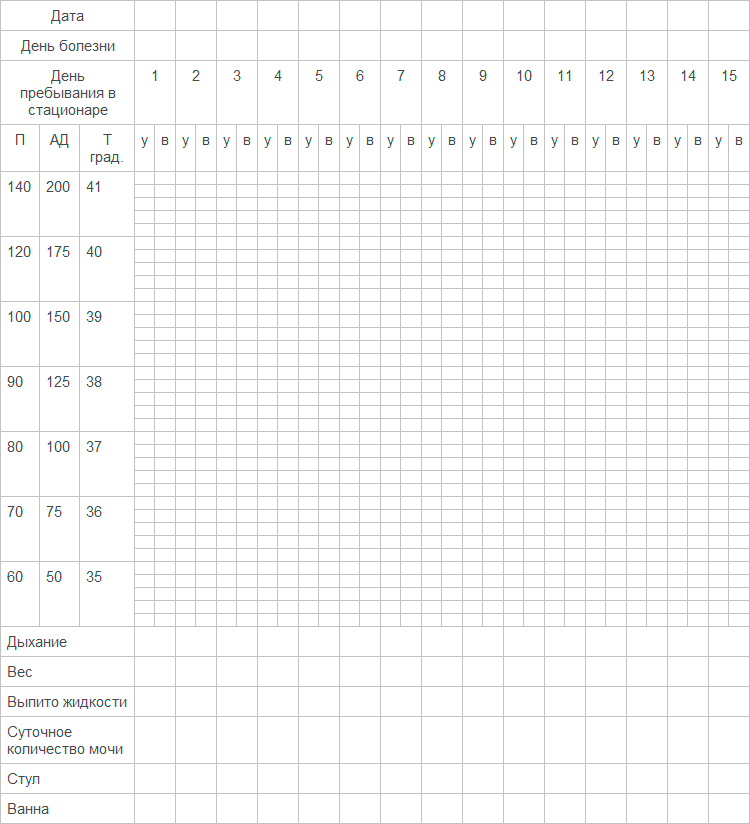 Дата
День болезни
День
пребывания в
стационаре
1 2 3 4 5 6 7 8 9 10 11 12 13 14 15
П АД Т
град.
у в у в у в у в у в у в у в у в у в у в у в у в у в у в у в
140 200 41
120 175 40
100 150 39
90 125 38
80 100 37
70 75 36
60 50 35
Дыхание
Вес
Выпито жидкости
Суточное
количество мочи
Стул
Ванна